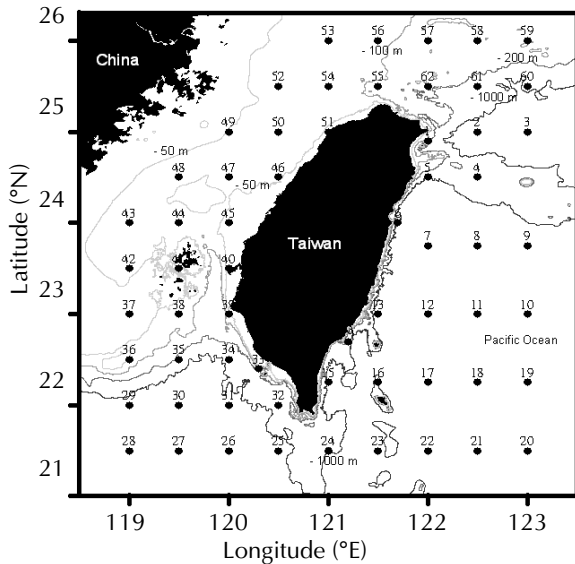 26
53 56 57 58 59
- 100 m
China
- 200 m
52 54 55 62 61 60
- 1000 m
25
49 50 51 3
- 50 m
48 47 46 5 4
- 50 m
24
43 44 45
Taiwan
7 8 9
42 40
23
37 38 39 13 12 11 10
Pacific Ocean
36 35 34 33
22
15 16 17 18 19
29 30 31 32
28 27 26 25 24 23 22 21 20
- 1000 m
21
119 120 121 122 123
Longitude (°E)
Latitude (°N)